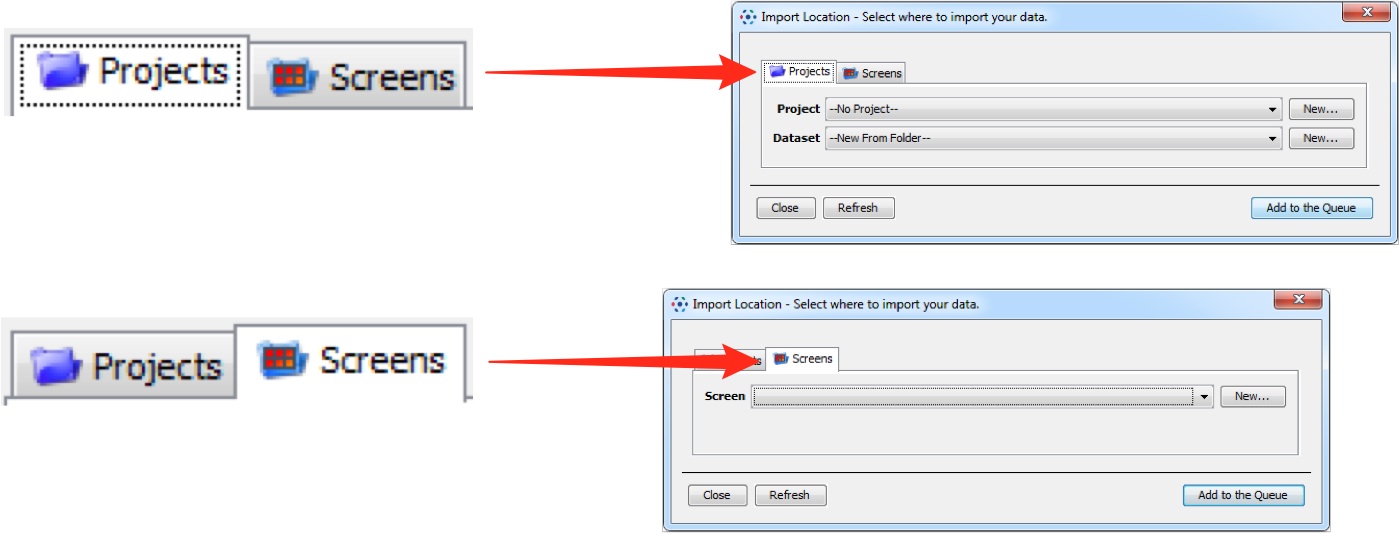 Projects Screens
Import Location - Select where to import your data.
Projects Screens
Project --No Project-- New...
Dataset --New From Folder-- New...
Close Refresh Add to the Queue
Projects Screens
Import Location - Select where to import your data.
Screens
Screen New...
Close Refresh Add to the Queue